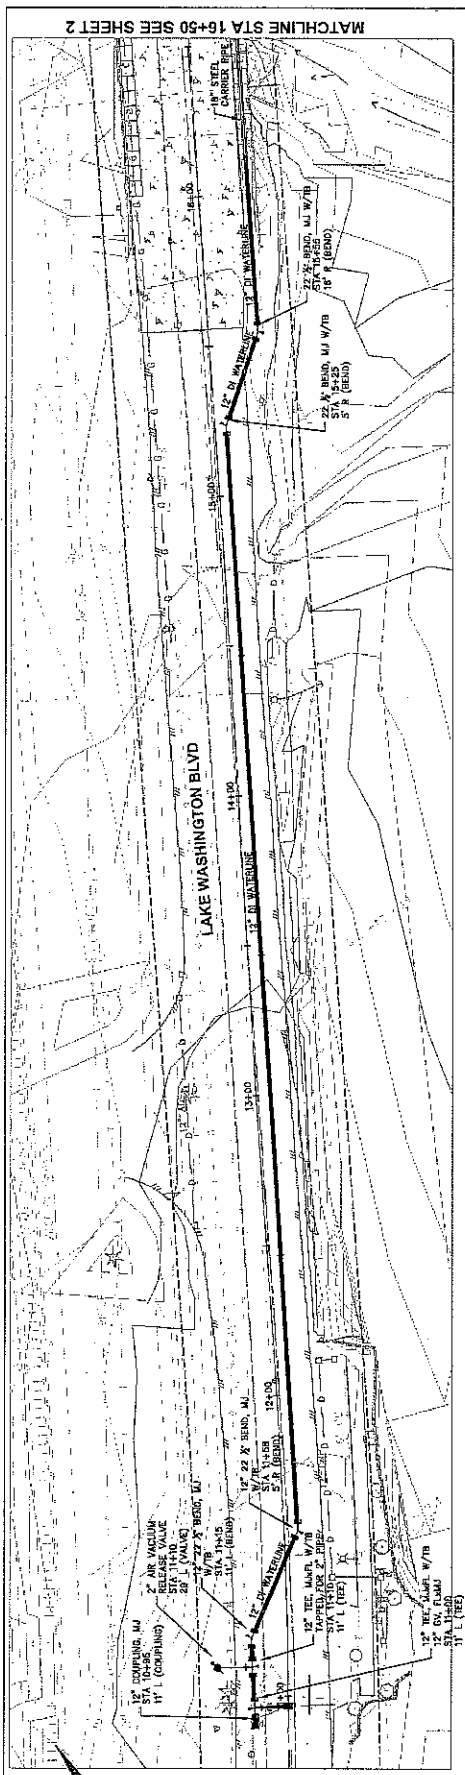 MATCHLINE STA 16+50 SEE SHEET 2
18" STEEL
CARRIER PIPE
16+00
12" DI WATERLINE
22 ½° BEND, MJ W/TB
STA 15+55
16' R (BEND)
12" DI WATERLINE
22 ½° BEND, MJ W/TB
STA 15+25
5' R (BEND)
15+00
LAKE WASHINGTON BLVD
14+00
12" DI WATERLINE
13+00
12+00
12" 22 ½° BEND, MJ
W/TB
STA 11+58
5' R (BEND)
12" 22 ½° BEND, MJ
W/TB
STA 11+15
11' L (BEND)
2" AIR VACUUM
RELEASE VALVE
STA 11+10
20' L (VALVE)
12" COUPLING, MJ
STA 10+95
11' L (COUPLING)
12" DI WATERLINE
12" TEE, MJxFL W/TB
TAPPED FOR 2" PIPE
STA 11+10
11' L (TEE)
12" TEE, MJxFL W/TB
12" GV, FLxMJ
STA 11+00
11' L (TEE)